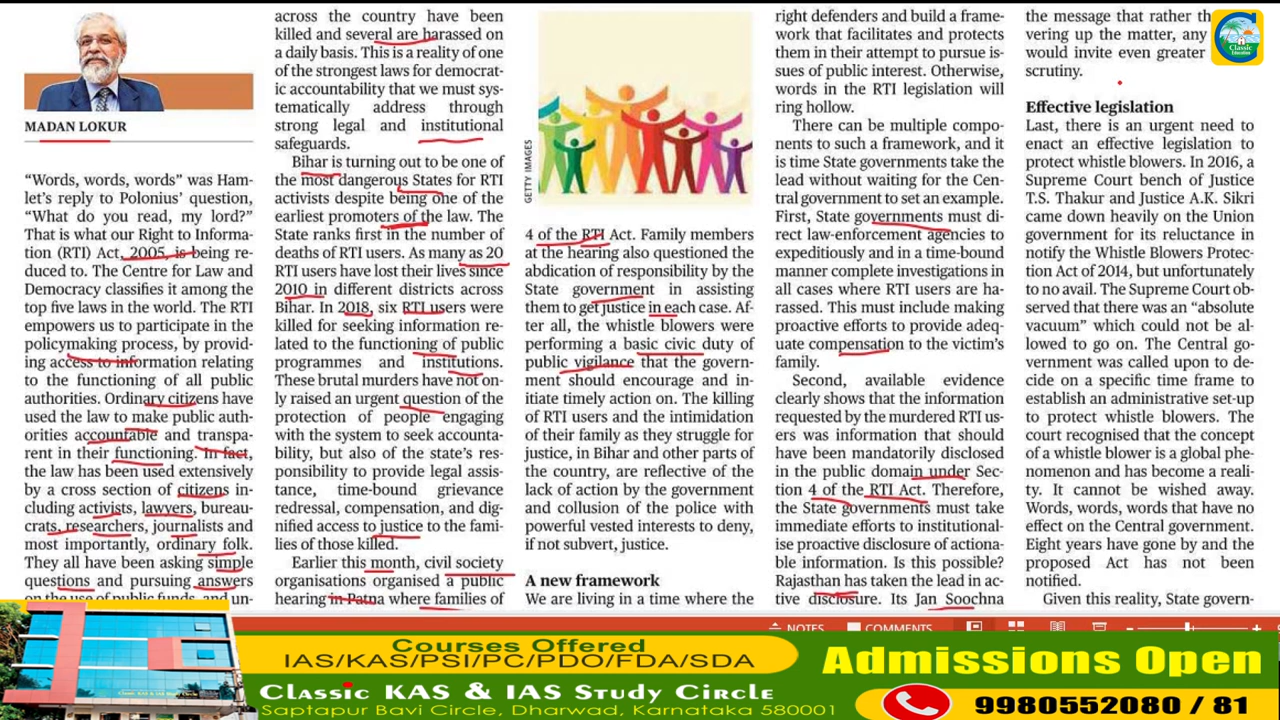 MADAN LOKUR
“Words, words, words” was Ham-
let’s reply to Polonius’ question,
“What do you read, my lord?”
That is what our Right to Informa-
tion (RTI) Act, 2005, is being re-
duced to. The Centre for Law and
Democracy classifies it among the
top five laws in the world. The RTI
empowers us to participate in the
policymaking process, by provid-
ing access to information relating
to the functioning of all public
authorities. Ordinary citizens have
used the law to make public auth-
orities accountable and transpa-
rent in their functioning. In fact,
the law has been used extensively
by a cross section of citizens in-
cluding activists, lawyers, bureau-
crats, researchers, journalists and
most importantly, ordinary folk.
They all have been asking simple
questions and pursuing answers
on the use of public funds, and un-
across the country have been
killed and several are harassed on
a daily basis. This is a reality of one
of the strongest laws for democrat-
ic accountability that we must sys-
tematically address through
strong legal and institutional
safeguards.
Bihar is turning out to be one of
the most dangerous States for RTI
activists despite being one of the
earliest promoters of the law. The
State ranks first in the number of
deaths of RTI users. As many as 20
RTI users have lost their lives since
2010 in different districts across
Bihar. In 2018, six RTI users were
killed for seeking information re-
lated to the functioning of public
programmes and institutions.
These brutal murders have not on-
ly raised an urgent question of the
protection of people engaging
with the system to seek accounta-
bility, but also of the state’s res-
ponsibility to provide legal assis-
tance, time-bound grievance
redressal, compensation, and dig-
nified access to justice to the fami-
lies of those killed.
Earlier this month, civil society
organisations organised a public
hearing in Patna where families of
GETTY IMAGES
4 of the RTI Act. Family members
at the hearing also questioned the
abdication of responsibility by the
State government in assisting
them to get justice in each case. Af-
ter all, the whistle blowers were
performing a basic civic duty of
public vigilance that the govern-
ment should encourage and in-
itiate timely action on. The killing
of RTI users and the intimidation
of their family as they struggle for
justice, in Bihar and other parts of
the country, are reflective of the
lack of action by the government
and collusion of the police with
powerful vested interests to deny,
if not subvert, justice.
A new framework
We are living in a time where the
right defenders and build a frame-
work that facilitates and protects
them in their attempt to pursue is-
sues of public interest. Otherwise,
words in the RTI legislation will
ring hollow.
There can be multiple compo-
nents to such a framework, and it
is time State governments take the
lead without waiting for the Cen-
tral government to set an example.
First, State governments must di-
rect law-enforcement agencies to
expeditiously and in a time-bound
manner complete investigations in
all cases where RTI users are ha-
rassed. This must include making
proactive efforts to provide adeq-
uate compensation to the victim’s
family.
Second, available evidence
clearly shows that the information
requested by the murdered RTI us-
ers was information that should
have been mandatorily disclosed
in the public domain under Sec-
tion 4 of the RTI Act. Therefore,
the State governments must take
immediate efforts to institutional-
ise proactive disclosure of actiona-
ble information. Is this possible?
Rajasthan has taken the lead in ac-
tive disclosure. Its Jan Soochna
the message that rather th
vering up the matter, any
would invite even greater
scrutiny.
Effective legislation
Last, there is an urgent need to
enact an effective legislation to
protect whistle blowers. In 2016, a
Supreme Court bench of Justice
T.S. Thakur and Justice A.K. Sikri
came down heavily on the Union
government for its reluctance in
notify the Whistle Blowers Protec-
tion Act of 2014, but unfortunately
to no avail. The Supreme Court ob-
served that there was an “absolute
vacuum” which could not be al-
lowed to go on. The Central go-
vernment was called upon to de-
cide on a specific time frame to
establish an administrative set-up
to protect whistle blowers. The
court recognised that the concept
of a whistle blower is a global phe-
nomenon and has become a reali-
ty. It cannot be wished away.
Words, words, words that have no
effect on the Central government.
Eight years have gone by and the
proposed Act has not been
notified.
Given this reality, State govern-
Classic
Education
NOTES COMMENTS
Courses Offered
IAS/KAS/PSI/PC/PDO/FDA/SDA
Classic KAS & IAS Study Circle
Saptapur Bavi Circle, Dharwad, Karnataka 580001
Admissions Open
9980552080 / 81